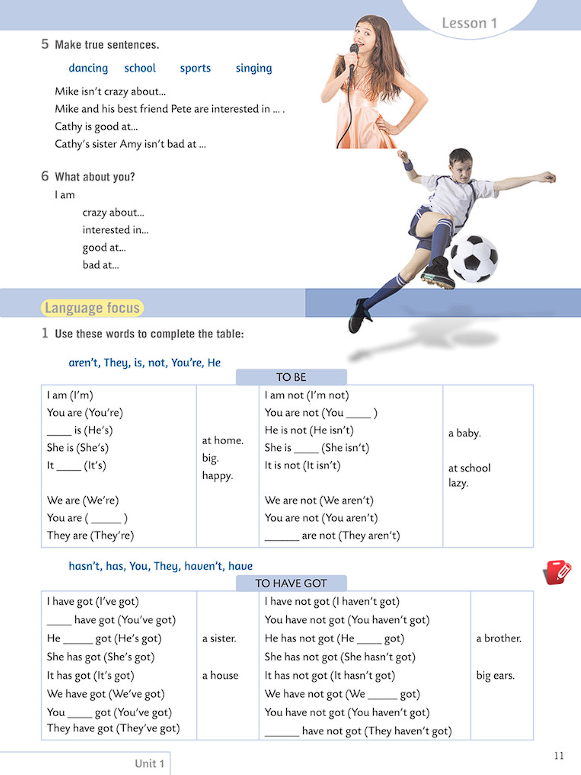 Lesson 1
5 Make true sentences.
dancing school sports singing
Mike isn't crazy about...
Mike and his best friend Pete are interested in ... .
Cathy is good at...
Cathy's sister Amy isn't bad at ...
6 What about you?
I am
crazy about...
interested in...
good at...
bad at...
Language focus
1 Use these words to complete the table:
aren't, They, is, not, You're, He
TO BE
I am (I'm)
You are (You're)
____ is (He's)
She is (She's)
It ____ (It's)
We are (We're)
You are ( _____ )
They are (They're)
at home.
big.
happy.
I am not (I'm not)
You are not (You ____ )
He is not (He isn't)
She is ____ (She isn't)
It is not (It isn't)
We are not (We aren't)
You are not (You aren't)
______ are not (They aren't)
a baby.
at school
lazy.
hasn't, has, You, They, haven't, have
TO HAVE GOT
I have got (I've got)
____ have got (You've got)
He _____ got (He's got)
She has got (She's got)
It has got (It's got)
We have got (We've got)
You ____ got (You've got)
They have got (They've got)
a sister.
a house
I have not got (I haven't got)
You have not got (You haven't got)
He has not got (He ____ got)
She has not got (She hasn't got)
It has not got (It hasn't got)
We have not got (We _____ got)
You have not got (You haven't got)
______ have not got (They haven't got)
a brother.
big ears.
Unit 1
11